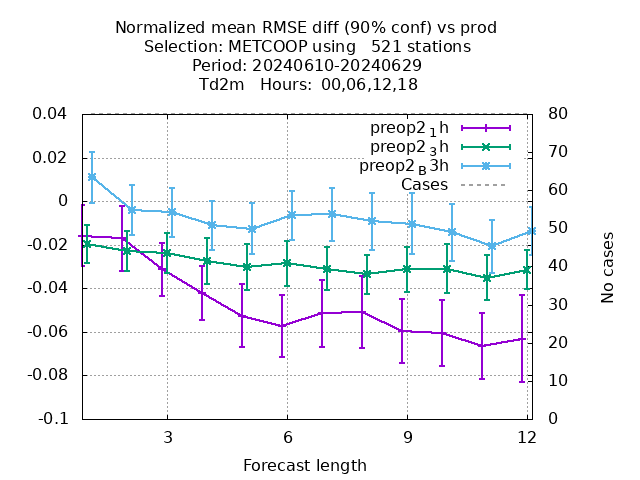 Normalized mean RMSE diff (90% conf) vs prod
Selection: METCOOP using   521 stations
Period: 20240610-20240629
Td2m   Hours:  00,06,12,18
0.04
0.02
0
-0.02
-0.04
-0.06
-0.08
-0.1
80
70
60
50
40
30
20
10
0
preop2 1h
preop2 3h
preop2 B3h
Cases
No cases
3
6
9
12
Forecast length